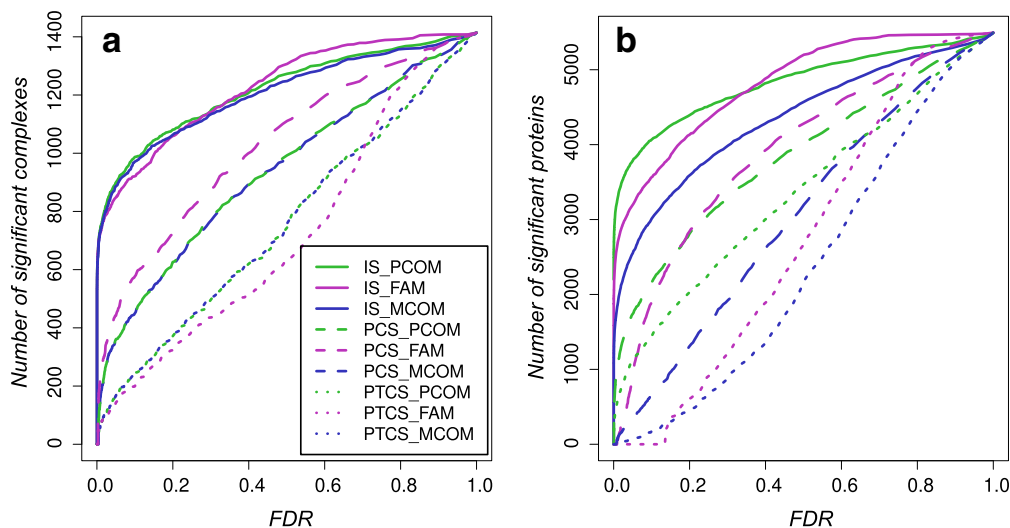 a
Number of significant complexes
1400
1200
1000
800
600
400
200
0
0.0 0.2 0.4 0.6 0.8 1.0
FDR
IS_PCOM
IS_FAM
IS_MCOM
PCS_PCOM
PCS_FAM
PCS_MCOM
PTCS_PCOM
PTCS_FAM
PTCS_MCOM
b
Number of significant proteins
5000
4000
3000
2000
1000
0
0.0 0.2 0.4 0.6 0.8 1.0
FDR